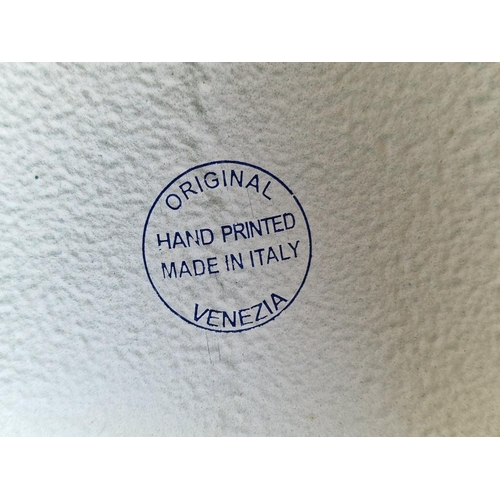 ORIGINAL
HAND PRINTED
MADE IN ITALY
VENEZIA